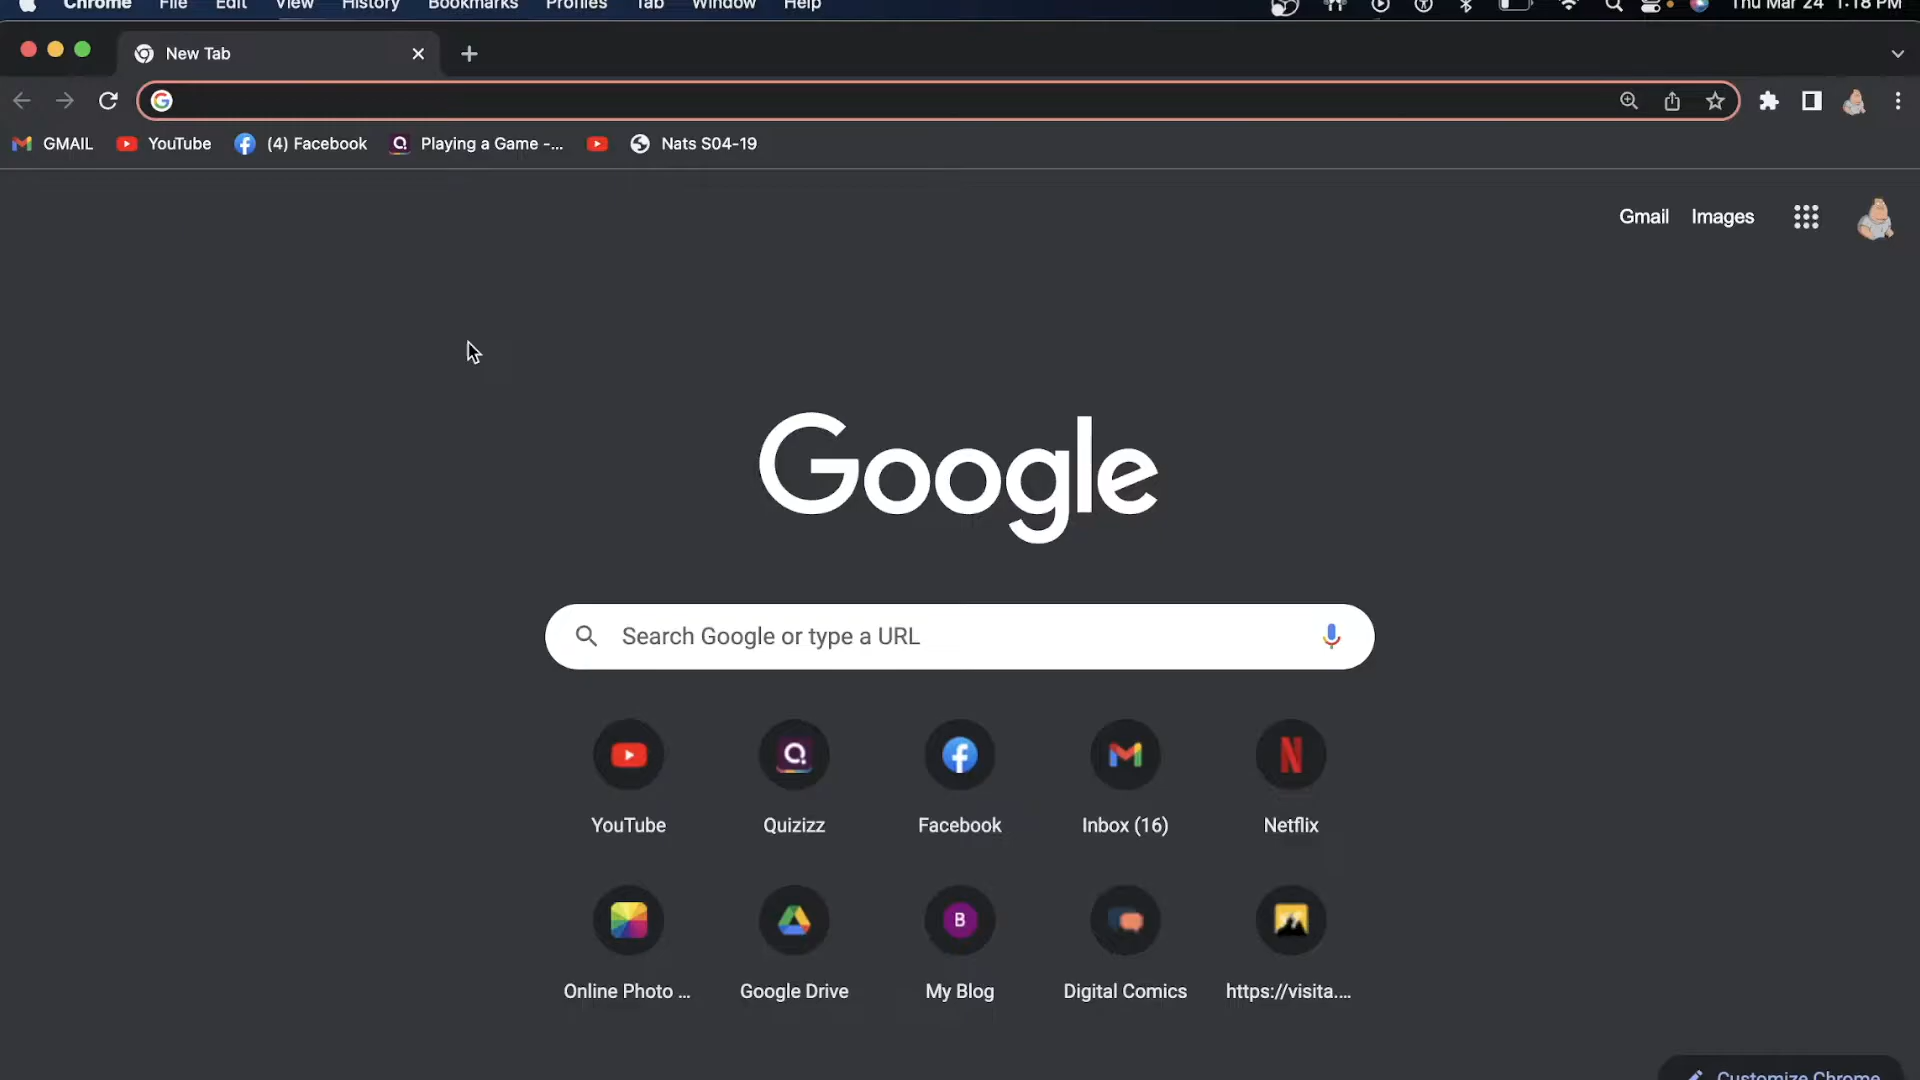 Chrome File Edit View History Bookmarks Profiles Tab Window Help Thu Mar 24 1:18 PM
New Tab
GMAIL YouTube (4) Facebook Playing a Game -... Nats S04-19
Gmail Images
Google
Search Google or type a URL
YouTube Quizizz Facebook Inbox (16) Netflix
B
Online Photo ... Google Drive My Blog Digital Comics https://visita....
Customize Chrome